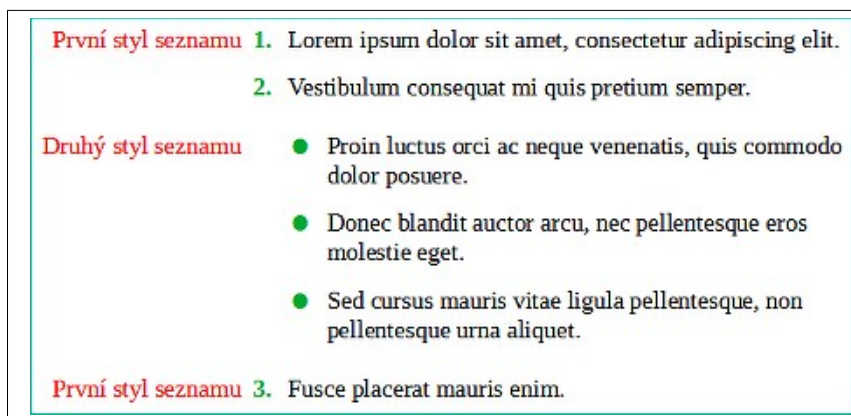 První styl seznamu 1. Lorem ipsum dolor sit amet, consectetur adipiscing elit.
2. Vestibulum consequat mi quis pretium semper.
Druhý styl seznamu ● Proin luctus orci ac neque venenatis, quis commodo
dolor posuere.
● Donec blandit auctor arcu, nec pellentesque eros
molestie eget.
● Sed cursus mauris vitae ligula pellentesque, non
pellentesque urna aliquet.
První styl seznamu 3. Fusce placerat mauris enim.